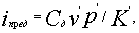 i_пред = C_д v' p' / K',